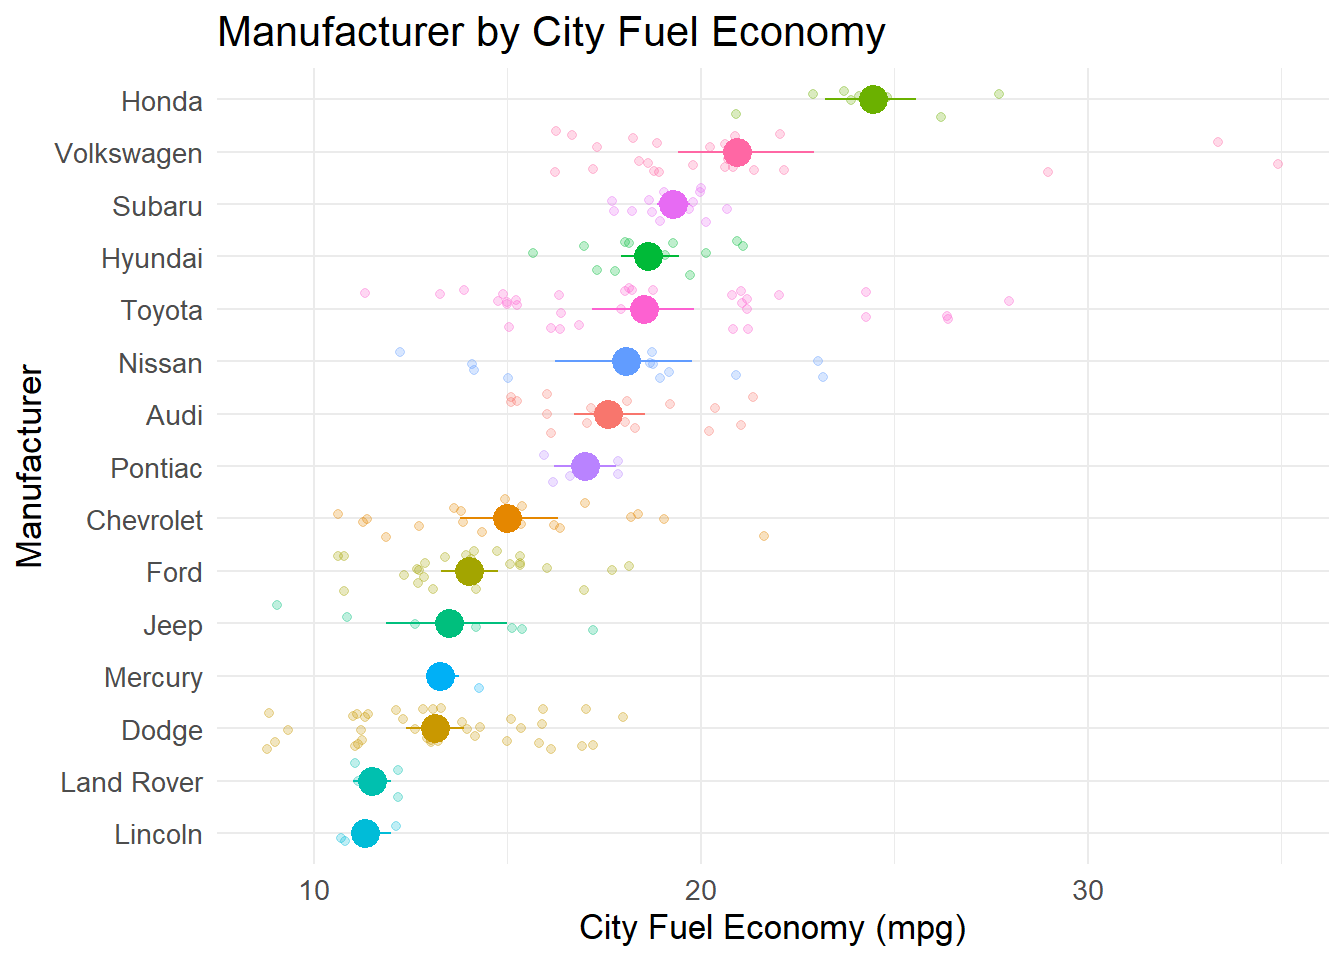 Manufacturer by City Fuel Economy
Honda
Volkswagen
Subaru
Hyundai
Toyota
Nissan
Audi
Pontiac
Chevrolet
Ford
Jeep
Mercury
Dodge
Land Rover
Lincoln
Manufacturer
10 20 30
City Fuel Economy (mpg)